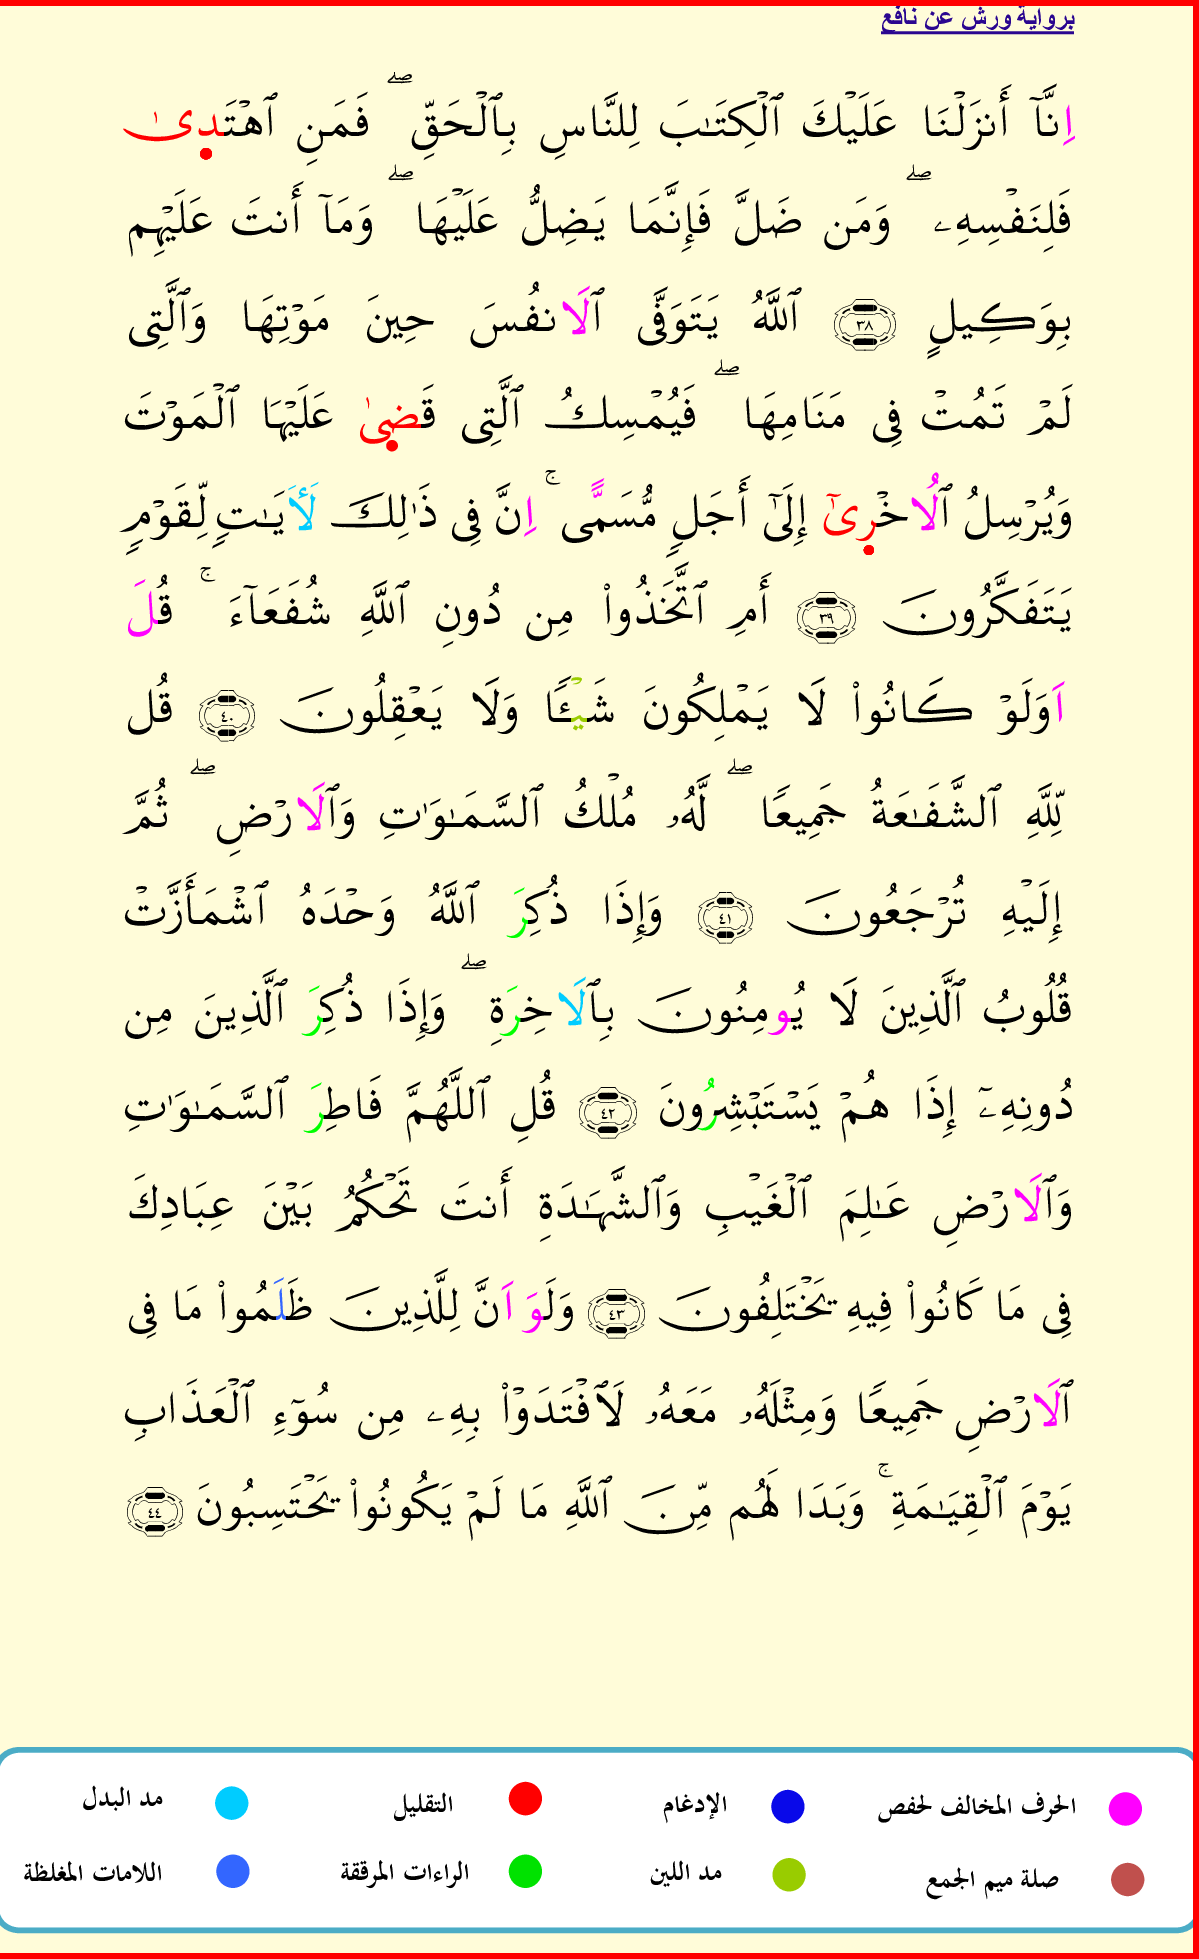 برواية ورش عن نافع
اِنَّآ أَنزَلْنَا عَلَيْكَ ٱلْكِتَـٰبَ لِلنَّاسِ بِٱلْحَقِّ ۖ فَمَنِ ٱهْتَدِىٰ
فَلِنَفْسِهِۦ ۖ وَمَن ضَلَّ فَإِنَّمَا يَضِلُّ عَلَيْهَا ۖ وَمَآ أَنتَ عَلَيْهِم
بِوَكِيلٍ ٣٨ ٱللَّهُ يَتَوَفَّى ٱلَانفُسَ حِينَ مَوْتِهَا وَٱلَّتِى
لَمْ تَمُتْ فِى مَنَامِهَا ۖ فَيُمْسِكُ ٱلَّتِى قَضِىٰ عَلَيْهَا ٱلْمَوْتَ
وَيُرْسِلُ ٱلُاخْرِىٰٓ إِلَىٰٓ أَجَلٍ مُّسَمًّى ۚ اِنَّ فِى ذَٰلِكَ لَأَيَـٰتٍ لِّقَوْمٍ
يَتَفَكَّرُونَ ٣٩ أَمِ ٱتَّخَذُواْ مِن دُونِ ٱللَّهِ شُفَعَآءَ ۚ قُلَ
اَوَلَوْ كَانُواْ لَا يَمْلِكُونَ شَيْـًٔا وَلَا يَعْقِلُونَ ٤٠ قُل
لِّلَّهِ ٱلشَّفَـٰعَةُ جَمِيعًا ۖ لَّهُۥ مُلْكُ ٱلسَّمَـٰوَٰتِ وَٱلَارْضِ ۖ ثُمَّ
إِلَيْهِ تُرْجَعُونَ ٤١ وَإِذَا ذُكِرَ ٱللَّهُ وَحْدَهُ ٱشْمَأَزَّتْ
قُلُوبُ ٱلَّذِينَ لَا يُومِنُونَ بِٱلَاخِرَةِ ۖ وَإِذَا ذُكِرَ ٱلَّذِينَ مِن
دُونِهِۦٓ إِذَا هُمْ يَسْتَبْشِرُونَ ٤٢ قُلِ ٱللَّهُمَّ فَاطِرَ ٱلسَّمَـٰوَٰتِ
وَٱلَارْضِ عَـٰلِمَ ٱلْغَيْبِ وَٱلشَّهَـٰدَةِ أَنتَ تَحْكُمُ بَيْنَ عِبَادِكَ
فِى مَا كَانُواْ فِيهِ يَخْتَلِفُونَ ٤٣ وَلَوَ اَنَّ لِلَّذِينَ ظَلَمُواْ مَا فِى
ٱلَارْضِ جَمِيعًا وَمِثْلَهُۥ مَعَهُۥ لَٱفْتَدَوْاْ بِهِۦ مِن سُوٓءِ ٱلْعَذَابِ
يَوْمَ ٱلْقِيَـٰمَةِ ۚ وَبَدَا لَهُم مِّنَ ٱللَّهِ مَا لَمْ يَكُونُواْ يَحْتَسِبُونَ ٤٤
الحرف المخالف لحفص الإدغام التقليل مد البدل
صلة ميم الجمع مد اللين الراءات المرققة اللامات المغلظة